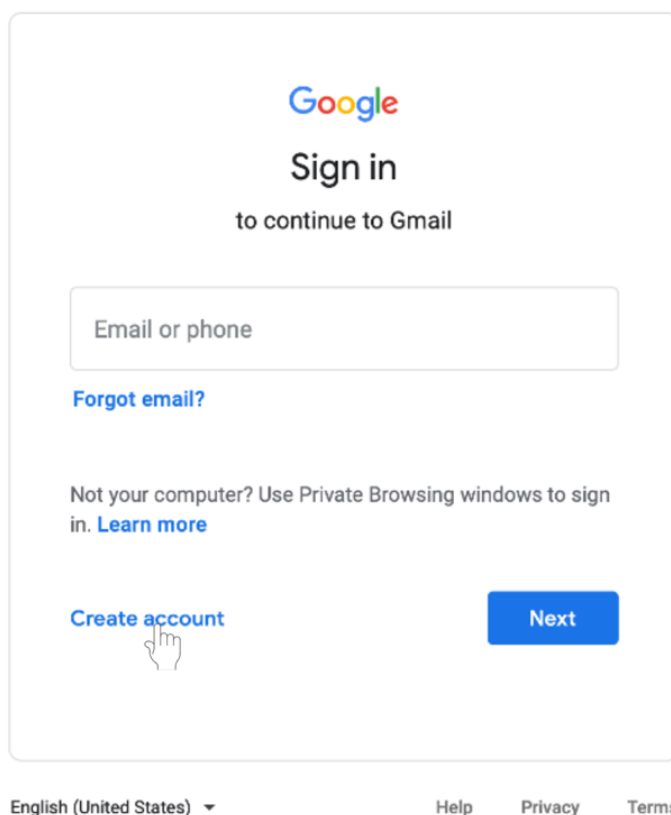 Google
Sign in
to continue to Gmail
Email or phone
Forgot email?
Not your computer? Use Private Browsing windows to sign
in. Learn more
Create account
Next
English (United States)
Help
Privacy
Terms